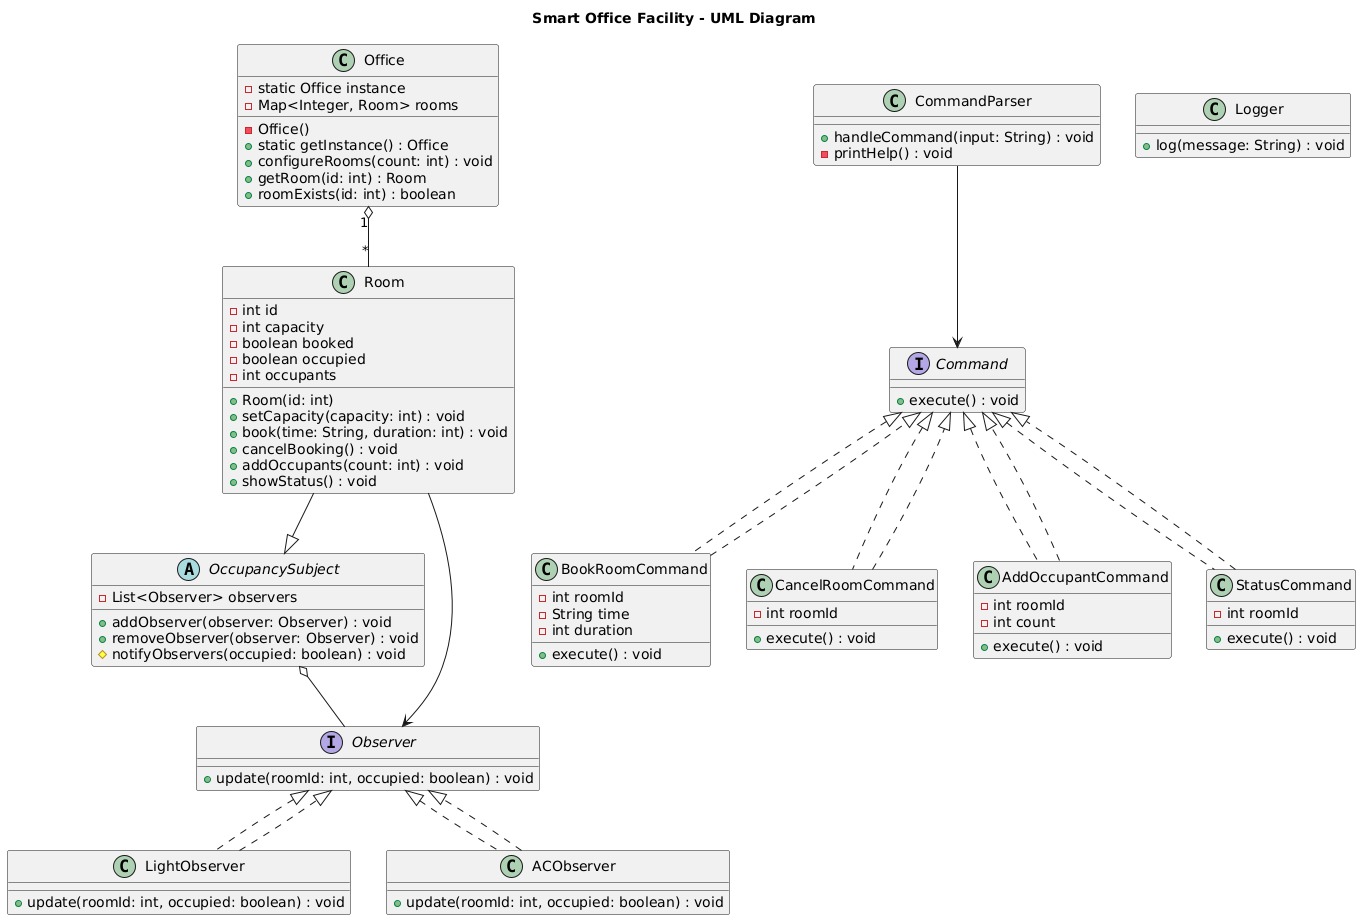 Smart Office Facility - UML Diagram
C Office
static Office instance
Map<Integer, Room> rooms
Office()
static getInstance() : Office
configureRooms(count: int) : void
getRoom(id: int) : Room
roomExists(id: int) : boolean
1
*
C Room
int id
int capacity
boolean booked
boolean occupied
int occupants
Room(id: int)
setCapacity(capacity: int) : void
book(time: String, duration: int) : void
cancelBooking() : void
addOccupants(count: int) : void
showStatus() : void
A OccupancySubject
List<Observer> observers
addObserver(observer: Observer) : void
removeObserver(observer: Observer) : void
notifyObservers(occupied: boolean) : void
I Observer
update(roomId: int, occupied: boolean) : void
C LightObserver
update(roomId: int, occupied: boolean) : void
C ACObserver
update(roomId: int, occupied: boolean) : void
C CommandParser
handleCommand(input: String) : void
printHelp() : void
C Logger
log(message: String) : void
I Command
execute() : void
C BookRoomCommand
int roomId
String time
int duration
execute() : void
C CancelRoomCommand
int roomId
execute() : void
C AddOccupantCommand
int roomId
int count
execute() : void
C StatusCommand
int roomId
execute() : void